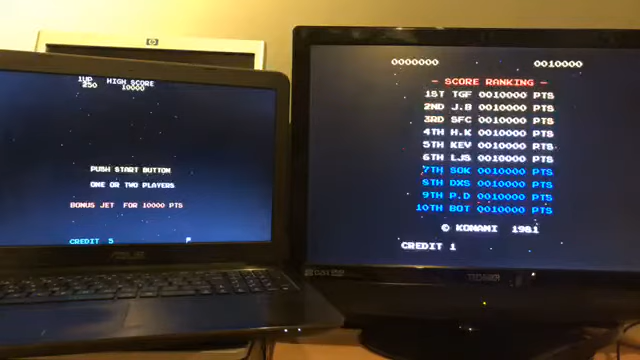 1UP HIGH SCORE
250 10000
PUSH START BUTTON
ONE OR TWO PLAYERS
BONUS JET FOR 10000 PTS
CREDIT 5
ASUS
hp
0000000 0010000
- SCORE RANKING -
1ST TGF 0010000 PTS
2ND J.B 0010000 PTS
3RD SFC 0010000 PTS
4TH H.K 0010000 PTS
5TH KEV 0010000 PTS
6TH LJS 0010000 PTS
7TH SOK 0010000 PTS
8TH DXS 0010000 PTS
9TH P.D 0010000 PTS
10TH BOT 0010000 PTS
© KONAMI 1981
CREDIT 1